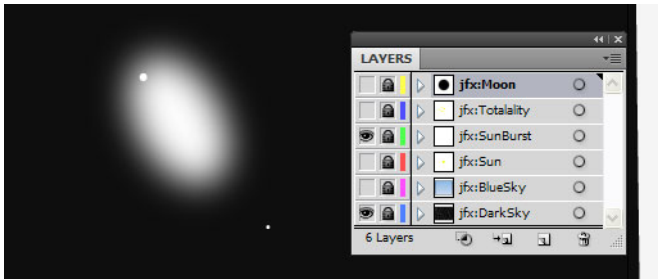 LAYERS
jfx:Moon
jfx:Totalality
jfx:SunBurst
jfx:Sun
jfx:BlueSky
jfx:DarkSky
6 Layers